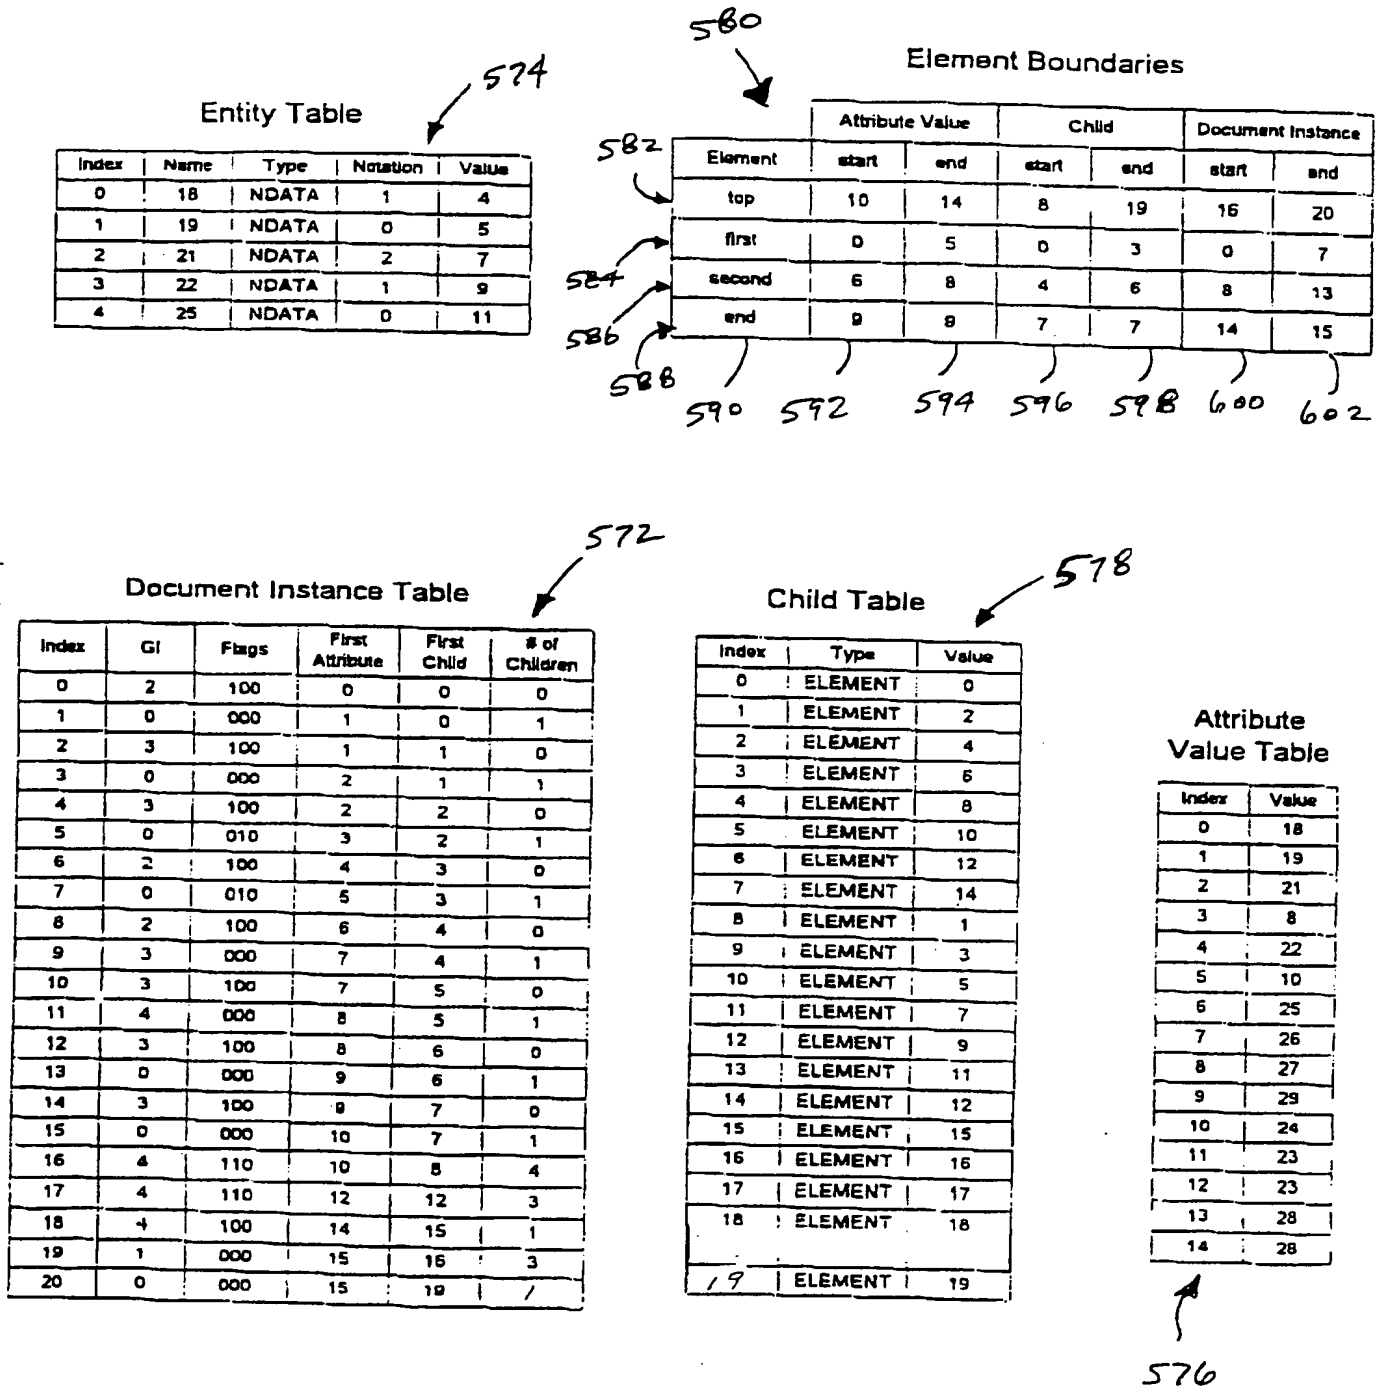 580
Element Boundaries
574
Entity Table
Attribute Value Child Document Instance
582
Element start end start end start end
Index Name Type Notation Value
top 10 14 8 19 16 20
0 18 NDATA 1 4
first 0 5 0 3 0 7
1 19 NDATA 0 5
584
second 6 8 4 6 8 13
2 21 NDATA 2 7
3 22 NDATA 1 9
586
end 9 9 7 7 14 15
4 25 NDATA 0 11
588
590 592 594 596 598 600 602
572
578
Document Instance Table
Child Table
Index GI Flags First Attribute First Child # of Children
0 2 100 0 0 0
1 0 000 1 0 1
2 3 100 1 1 0
3 0 000 2 1 1
4 3 100 2 2 0
5 0 010 3 2 1
6 2 100 4 3 0
7 0 010 5 3 1
8 2 100 6 4 0
9 3 000 7 4 1
10 3 100 7 5 0
11 4 000 8 5 1
12 3 100 8 6 0
13 0 000 9 6 1
14 3 100 9 7 0
15 0 000 10 7 1
16 4 110 10 8 4
17 4 110 12 12 3
18 4 100 14 15 1
19 1 000 15 16 3
20 0 000 15 19 1
Index Type Value
0 ELEMENT 0
1 ELEMENT 2
2 ELEMENT 4
3 ELEMENT 6
4 ELEMENT 8
5 ELEMENT 10
6 ELEMENT 12
7 ELEMENT 14
8 ELEMENT 1
9 ELEMENT 3
10 ELEMENT 5
11 ELEMENT 7
12 ELEMENT 9
13 ELEMENT 11
14 ELEMENT 12
15 ELEMENT 15
16 ELEMENT 16
17 ELEMENT 17
18 ELEMENT 18
19 ELEMENT 19
Attribute
Value Table
Index Value
0 18
1 19
2 21
3 8
4 22
5 10
6 25
7 26
8 27
9 29
10 24
11 23
12 23
13 28
14 28
576